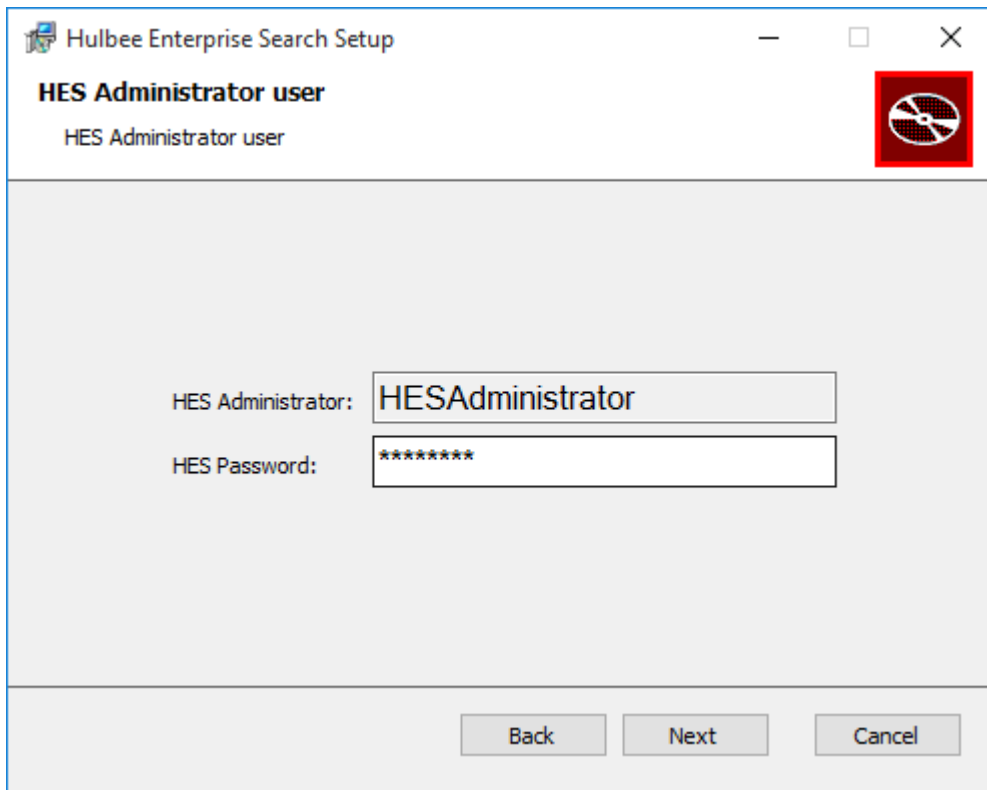 Hulbee Enterprise Search Setup
HES Administrator user
HES Administrator user
HES Administrator: HESAdministrator
HES Password: ********
Back Next Cancel